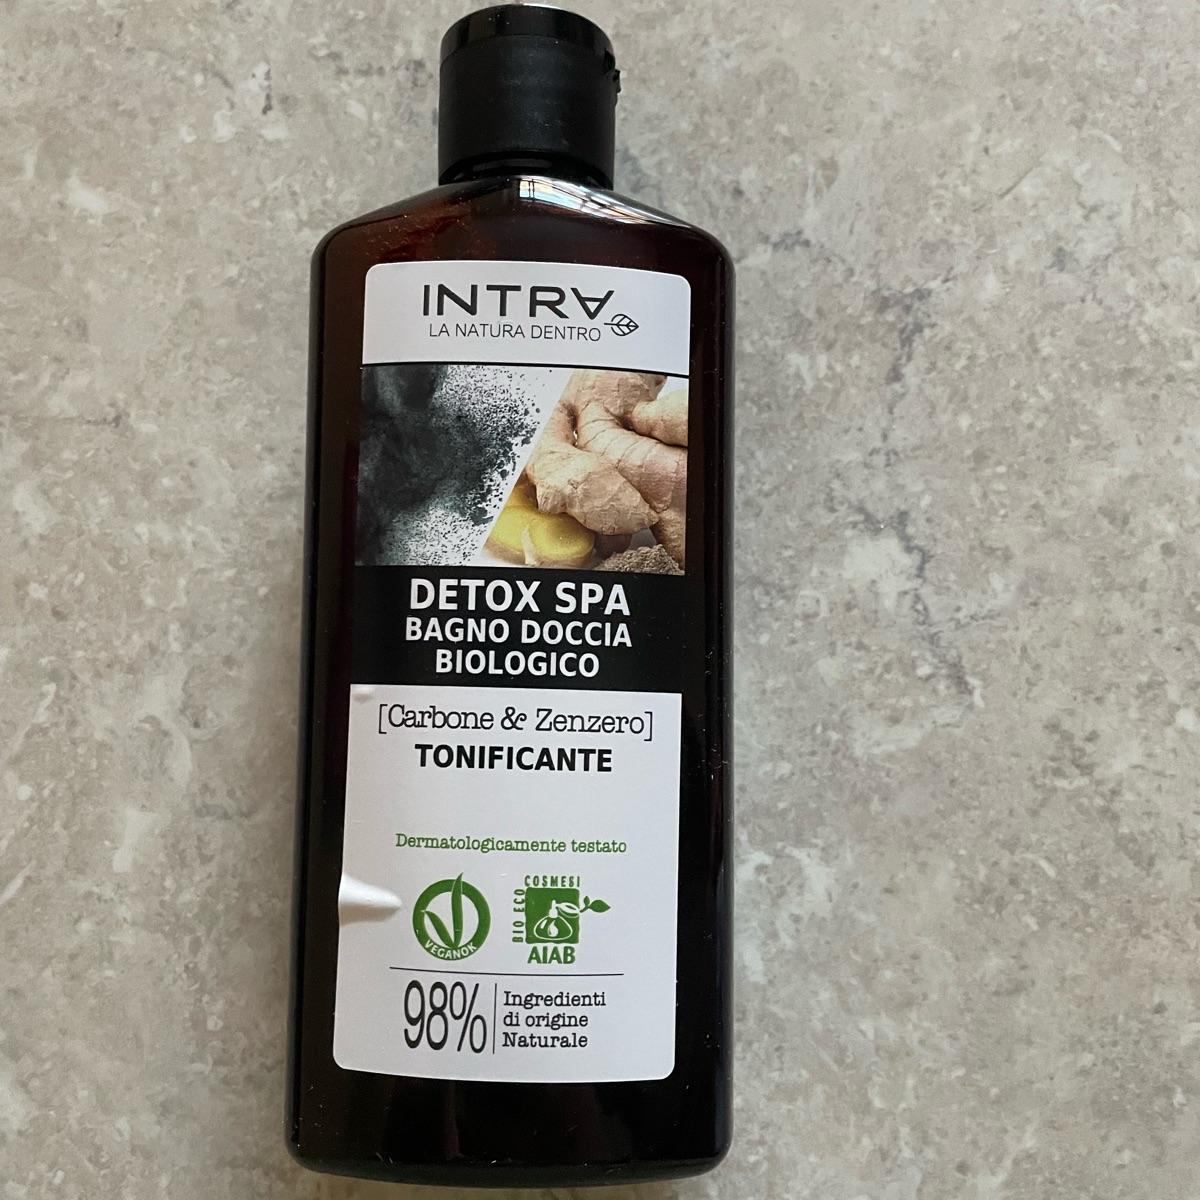 INTRA
LA NATURA DENTRO
DETOX SPA
BAGNO DOCCIA
BIOLOGICO
[Carbone & Zenzero]
TONIFICANTE
Dermatologicamente testato
VEGANOK
BIO ECO COSMESI
AIAB
98%
Ingredienti
di origine
Naturale